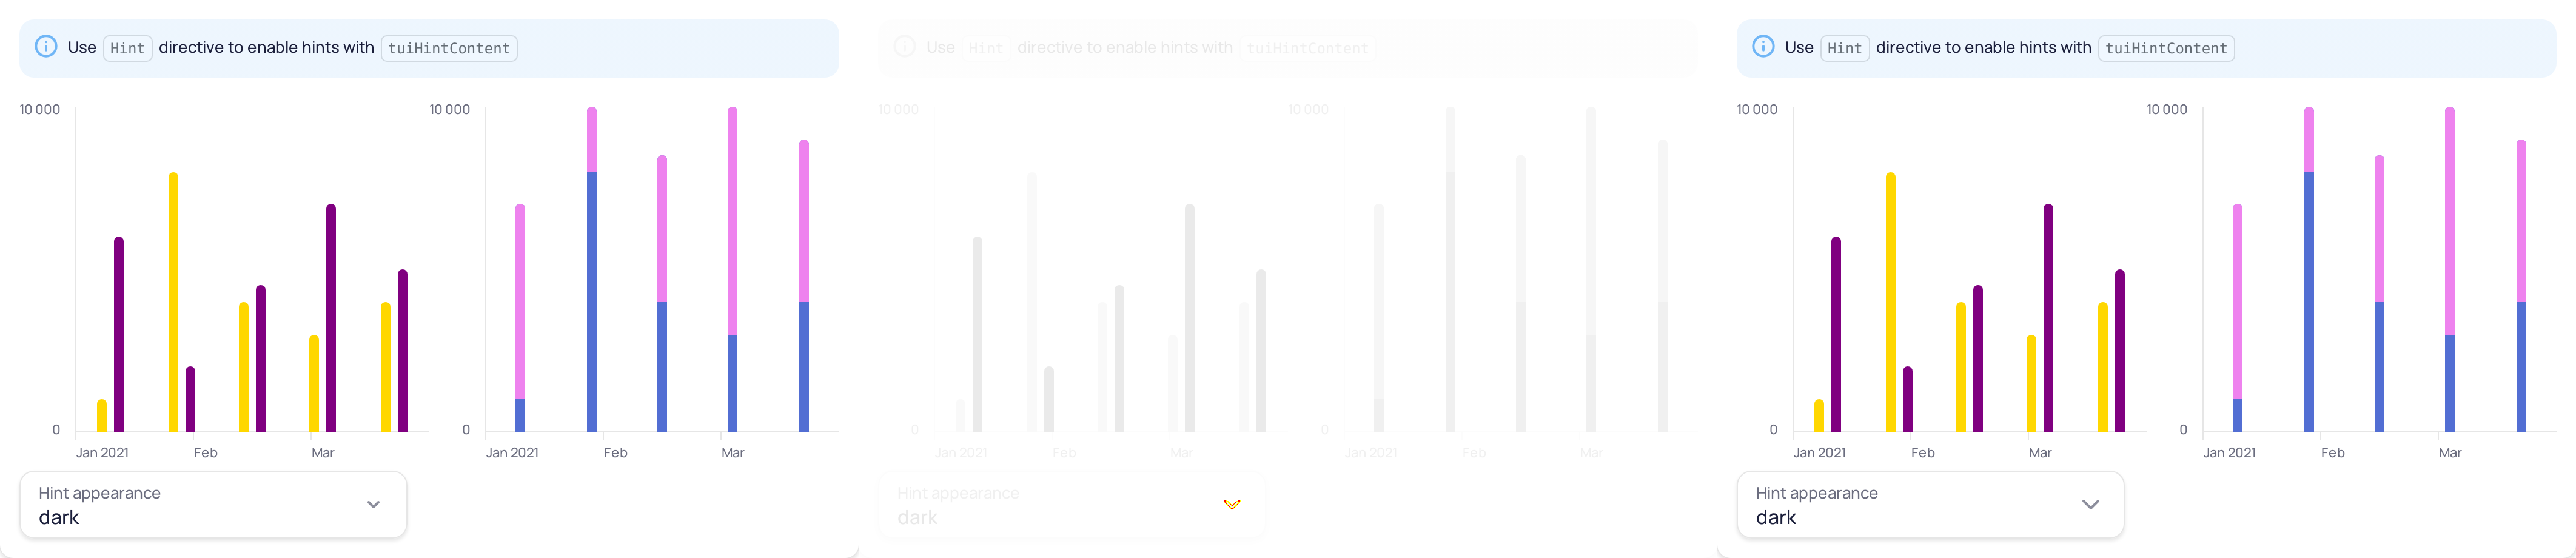 Use Hint directive to enable hints with tuiHintContent
10 000
0
Jan 2021 Feb Mar
10 000
0
Jan 2021 Feb Mar
Hint appearance
dark
Use Hint directive to enable hints with tuiHintContent
10 000
0
Jan 2021 Feb Mar
10 000
0
Jan 2021 Feb Mar
Hint appearance
dark
Use Hint directive to enable hints with tuiHintContent
10 000
0
Jan 2021 Feb Mar
10 000
0
Jan 2021 Feb Mar
Hint appearance
dark